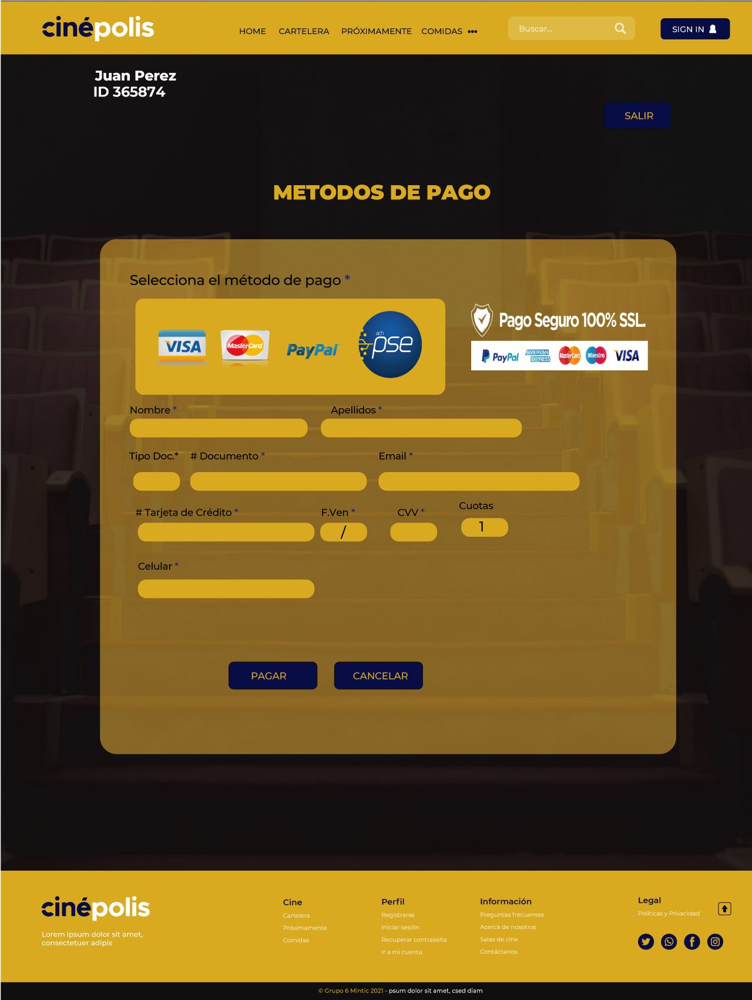 cinépolis
HOME CARTELERA PRÓXIMAMENTE COMIDAS •••
Buscar...
SIGN IN
Juan Perez
ID 365874
SALIR
METODOS DE PAGO
Selecciona el método de pago *
VISA MasterCard PayPal ach pse
Pago Seguro 100% SSL.
PayPal AMERICAN EXPRESS MasterCard Maestro VISA
Nombre * Apellidos *
Tipo Doc.* # Documento * Email *
# Tarjeta de Crédito * F.Ven * CVV * Cuotas
/ 1
Celular *
PAGAR CANCELAR
cinépolis
Lorem ipsum dolor sit amet,
consectetuer adipis
Cine
Cartelera
Próximamente
Comidas
Perfil
Registrarse
Iniciar sesión
Recuperar contraseña
Ir a mi cuenta
Información
Preguntas frecuentes
Acerca de nosotros
Salas de cine
Contáctanos
Legal
Políticas y Privacidad
© Grupo 6 Mintic 2021 - psum dolor sit amet, csed diam